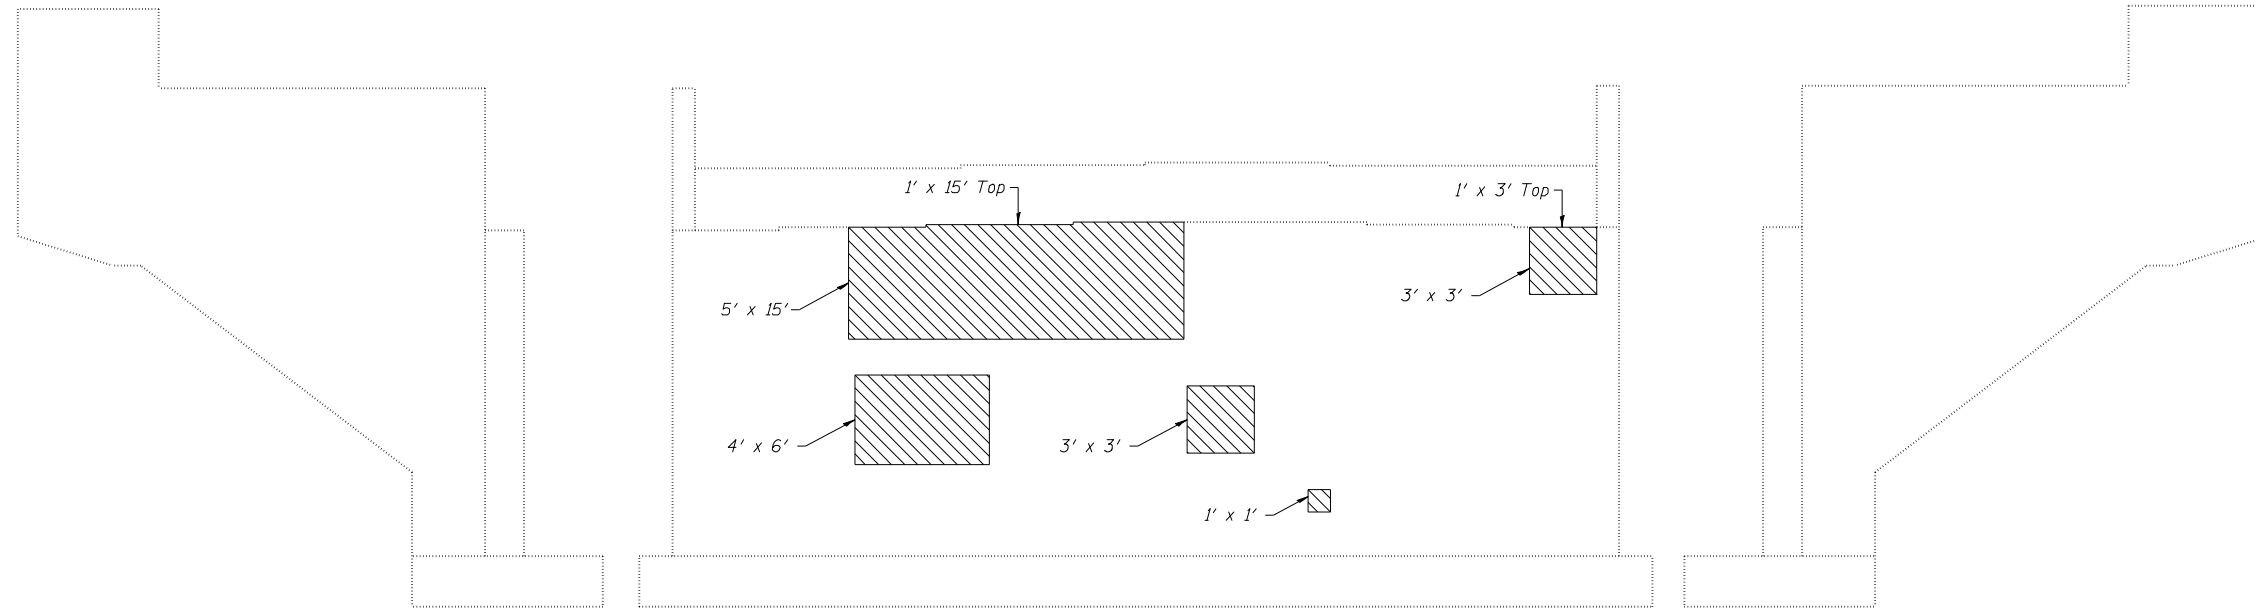 1' x 15' Top
1' x 3' Top
5' x 15'
3' x 3'
4' x 6'
3' x 3'
1' x 1'